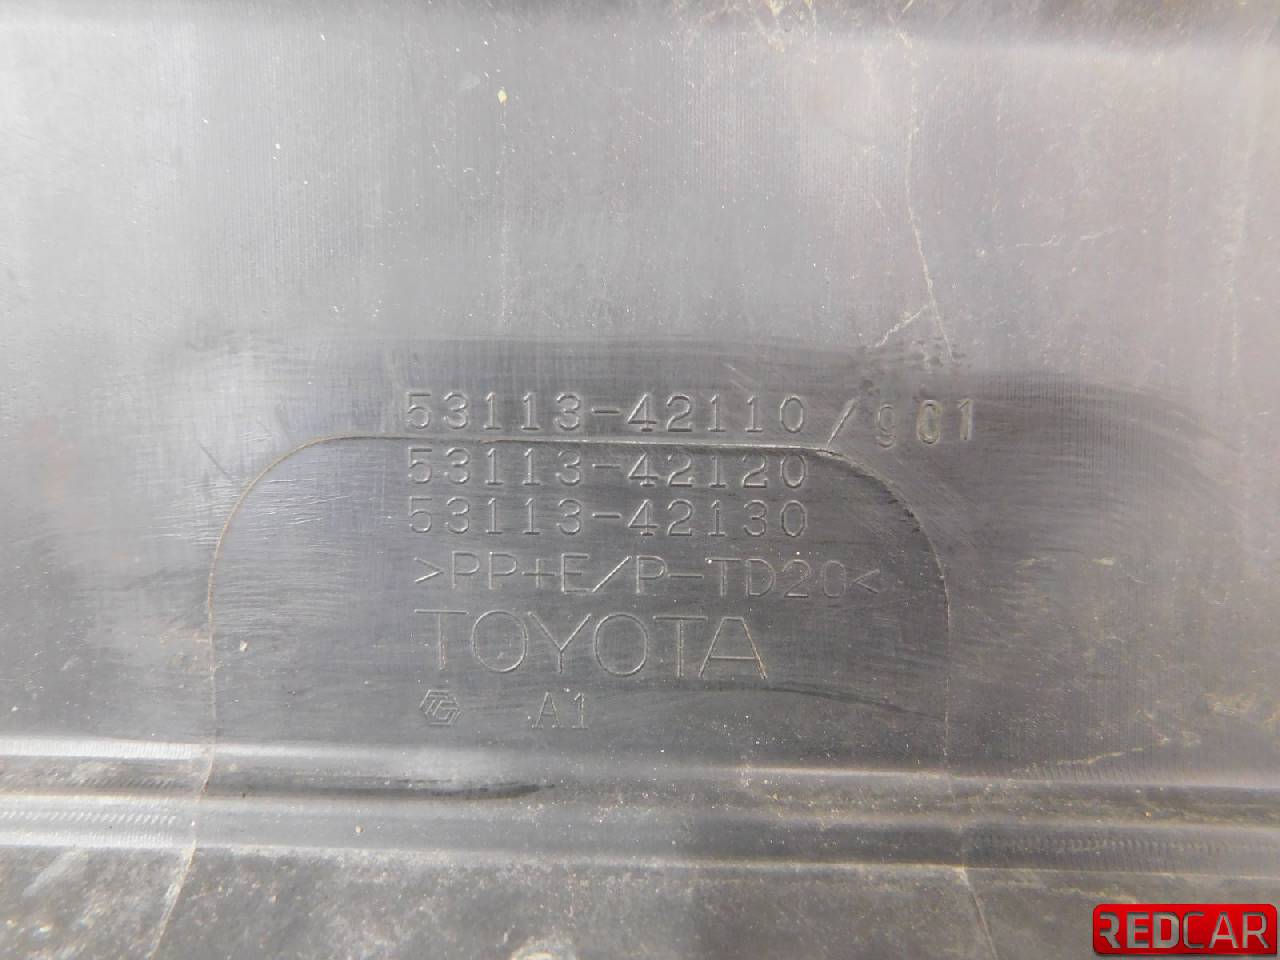 53113-42110/901
53113-42120
53113-42130
>PP+E/P-TD20<
TOYOTA
A1
REDCAR